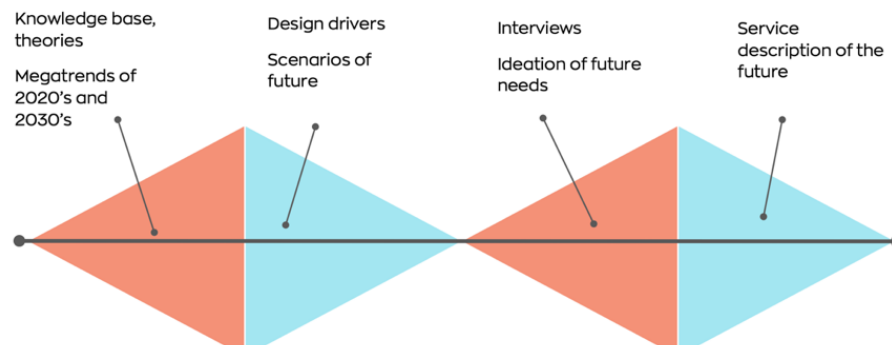 Knowledge base,
theories
Megatrends of
2020's and
2030's
Design drivers
Scenarios of
future
Interviews
Ideation of future
needs
Service
description of the
future